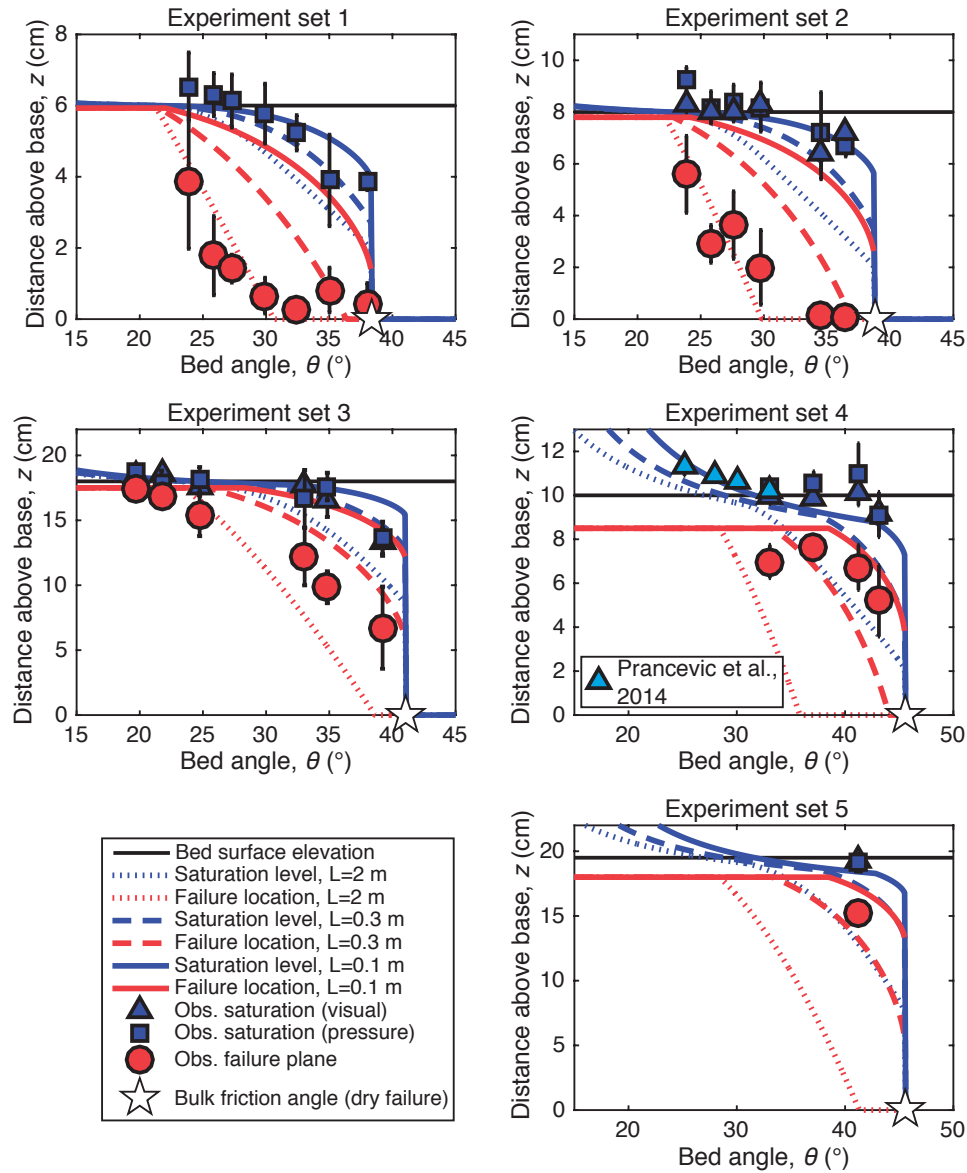 Experiment set 1
Distance above base, z (cm)
8
6
4
2
0
15 20 25 30 35 40 45
Bed angle, θ (°)
Experiment set 2
Distance above base, z (cm)
10
8
6
4
2
0
15 20 25 30 35 40 45
Bed angle, θ (°)
Experiment set 3
Distance above base, z (cm)
20
15
10
5
0
15 20 25 30 35 40 45
Bed angle, θ (°)
Experiment set 4
Distance above base, z (cm)
12
10
8
6
4
2
0
Prancevic et al.,
2014
20 30 40 50
Bed angle, θ (°)
Experiment set 5
Distance above base, z (cm)
20
15
10
5
0
20 30 40 50
Bed angle, θ (°)
Bed surface elevation
Saturation level, L=2 m
Failure location, L=2 m
Saturation level, L=0.3 m
Failure location, L=0.3 m
Saturation level, L=0.1 m
Failure location, L=0.1 m
Obs. saturation (visual)
Obs. saturation (pressure)
Obs. failure plane
Bulk friction angle (dry failure)